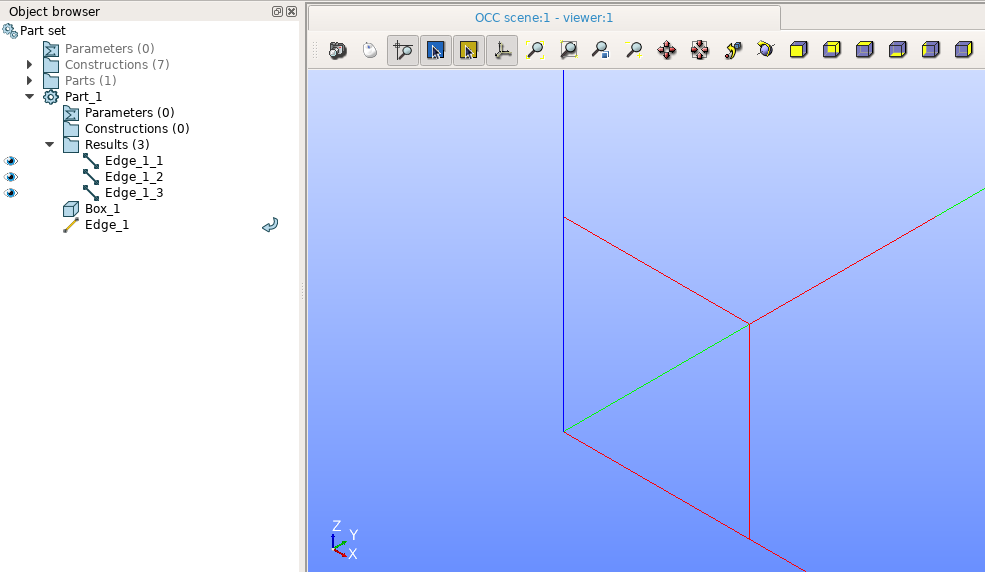 Object browser
Part set
Parameters (0)
Constructions (7)
Parts (1)
Part_1
Parameters (0)
Constructions (0)
Results (3)
Edge_1_1
Edge_1_2
Edge_1_3
Box_1
Edge_1
OCC scene:1 - viewer:1
Z
Y
X